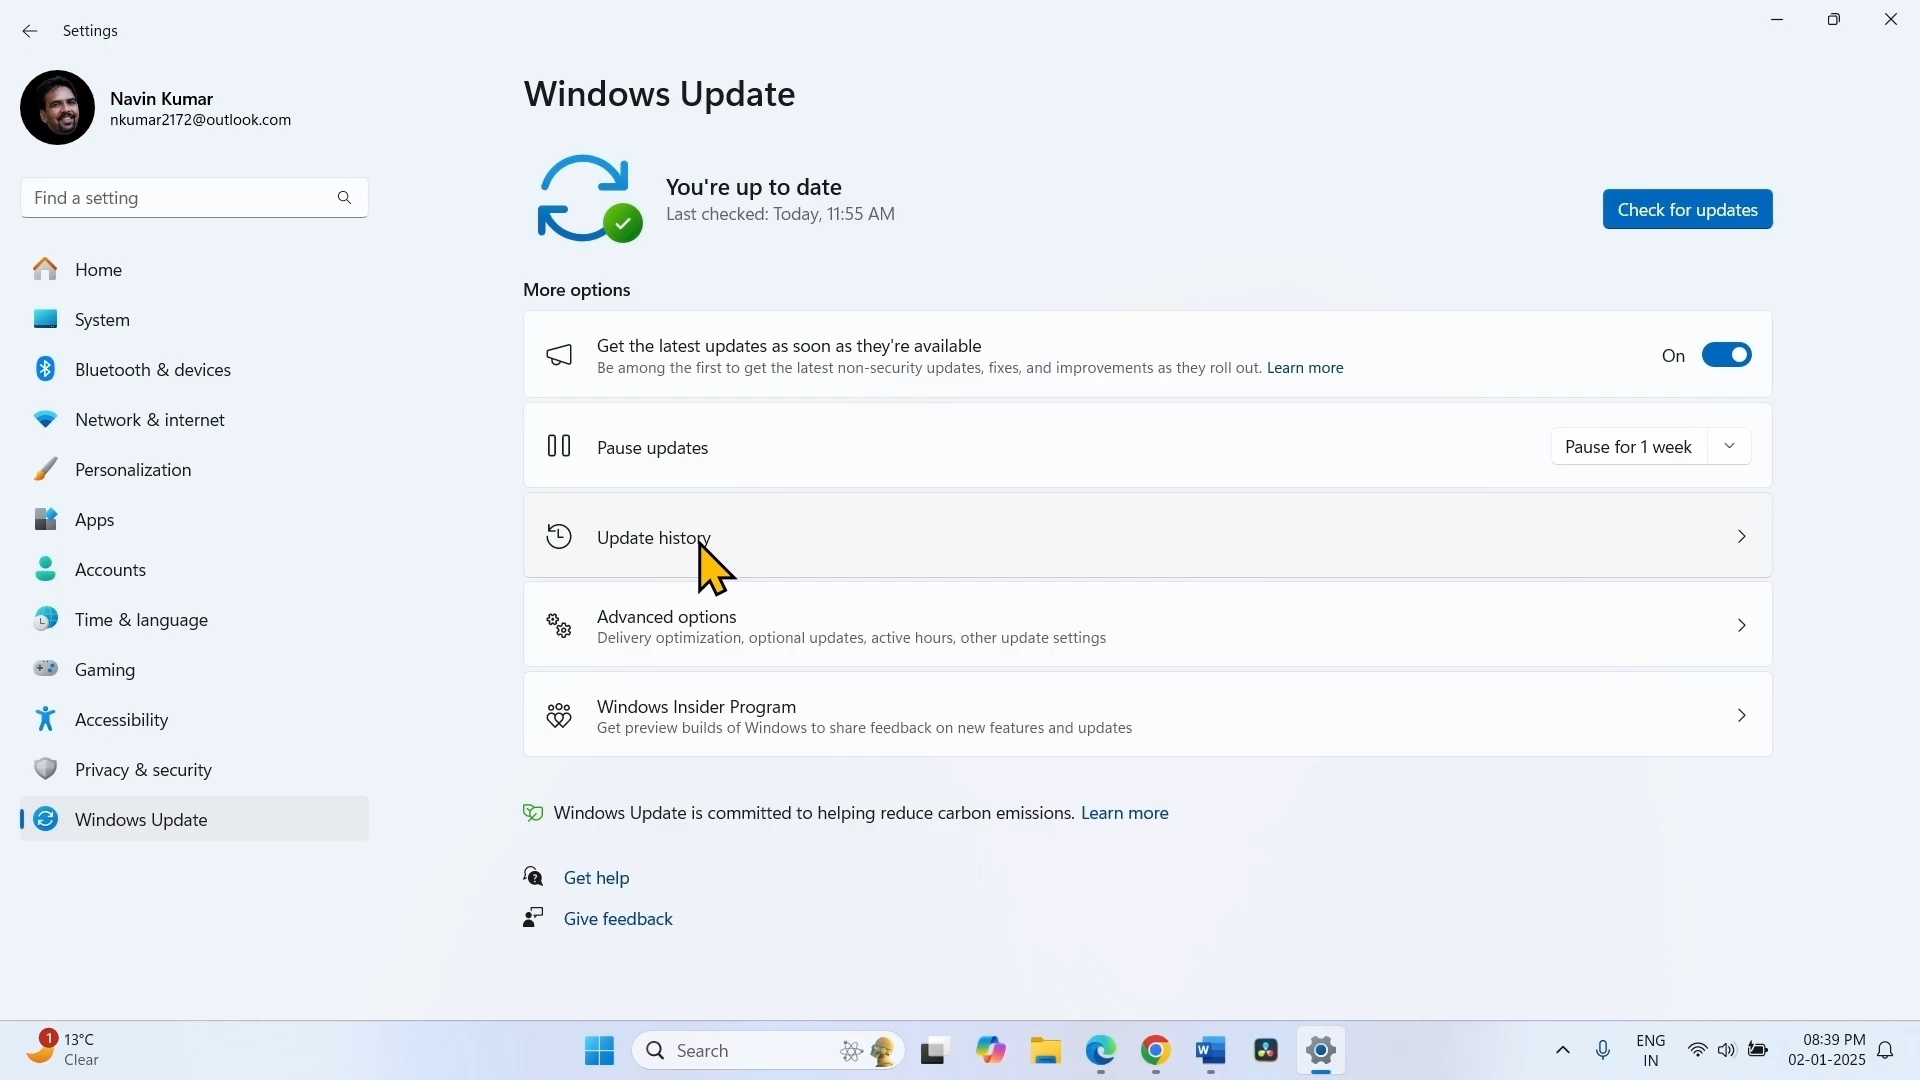 Settings
Navin Kumar
nkumar2172@outlook.com
Find a setting
Home
System
Bluetooth & devices
Network & internet
Personalization
Apps
Accounts
Time & language
Gaming
Accessibility
Privacy & security
Windows Update
Windows Update
You're up to date
Last checked: Today, 11:55 AM
Check for updates
More options
Get the latest updates as soon as they're available
Be among the first to get the latest non-security updates, fixes, and improvements as they roll out. Learn more
On
Pause updates
Pause for 1 week
Update history
Advanced options
Delivery optimization, optional updates, active hours, other update settings
Windows Insider Program
Get preview builds of Windows to share feedback on new features and updates
Windows Update is committed to helping reduce carbon emissions. Learn more
Get help
Give feedback
1
13°C
Clear
Search
W
ENG
IN
08:39 PM
02-01-2025